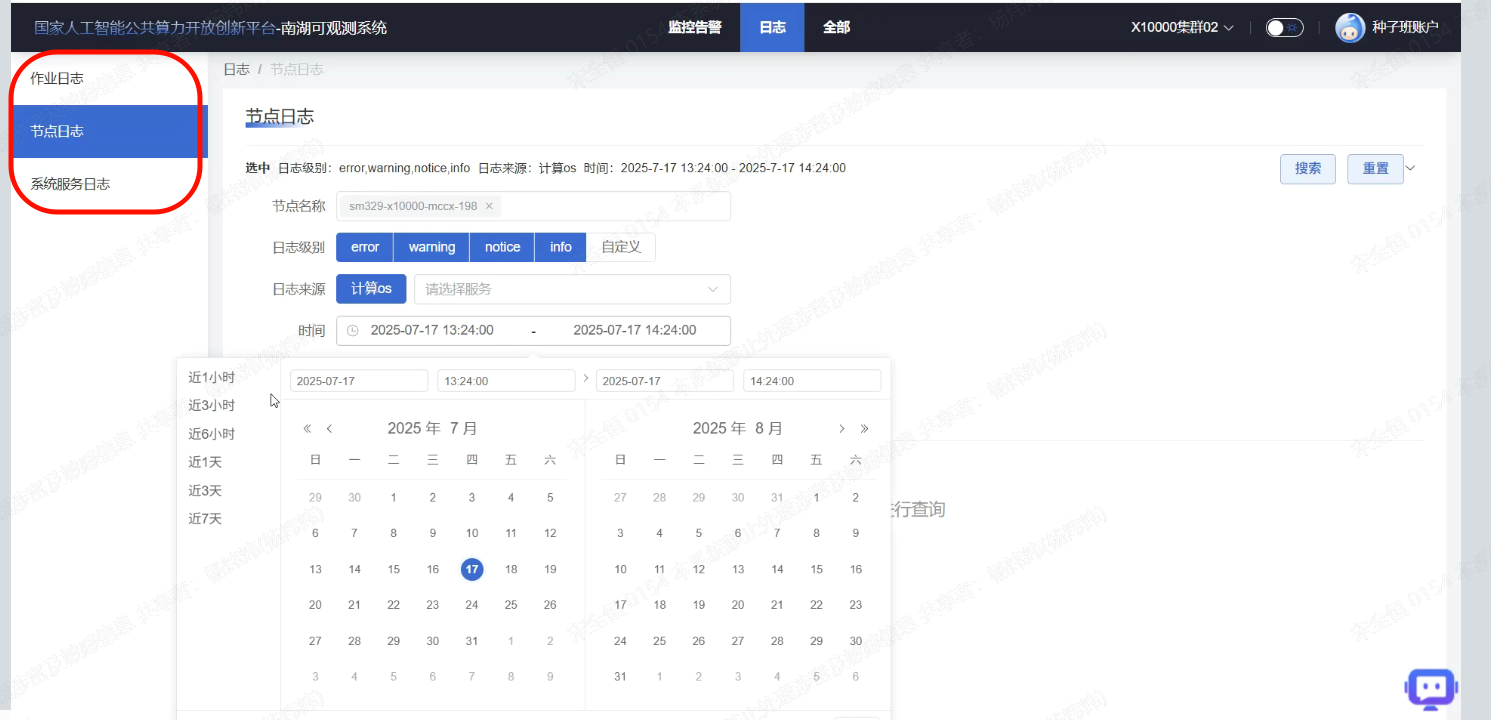 国家人工智能公共算力开放创新平台-南湖可观测系统 监控告警 日志 全部 X10000集群02 种子班账户
作业日志
节点日志
系统服务日志
日志 / 节点日志
节点日志
选中 日志级别：error,warning,notice,info 日志来源：计算os 时间：2025-7-17 13:24:00 - 2025-7-17 14:24:00 搜索 重置
节点名称 sm329-x10000-mccx-198 ×
日志级别 error warning notice info 自定义
日志来源 计算os 请选择服务
时间 2025-07-17 13:24:00 - 2025-07-17 14:24:00
近1小时
近3小时
近6小时
近1天
近3天
近7天
2025-07-17 13:24:00 > 2025-07-17 14:24:00
« < 2025 年 7 月
日 一 二 三 四 五 六
29 30 1 2 3 4 5
6 7 8 9 10 11 12
13 14 15 16 17 18 19
20 21 22 23 24 25 26
27 28 29 30 31 1 2
3 4 5 6 7 8 9
2025 年 8 月 > »
日 一 二 三 四 五 六
27 28 29 30 31 1 2
3 4 5 6 7 8 9
10 11 12 13 14 15 16
17 18 19 20 21 22 23
24 25 26 27 28 29 30
31 1 2 3 4 5 6
行查询